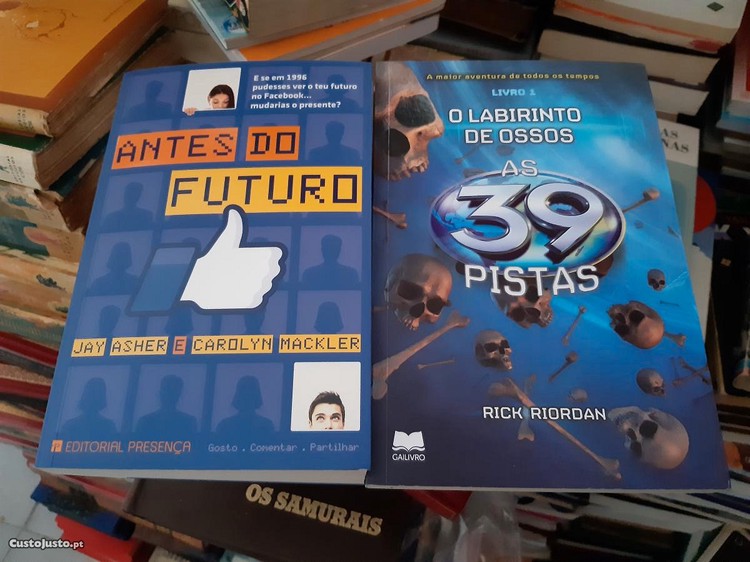 E se em 1996
pudesses ver o teu futuro
no Facebook...
mudarias o presente?
ANTES DO
FUTURO
JAY ASHER E CAROLYN MACKLER
EDITORIAL PRESENÇA
Gosto . Comentar . Partilhar
A maior aventura de todos os tempos
LIVRO 1
O LABIRINTO
DE OSSOS
AS
39
PISTAS
RICK RIORDAN
GAILIVRO
OS SAMURAIS
CustoJusto.pt